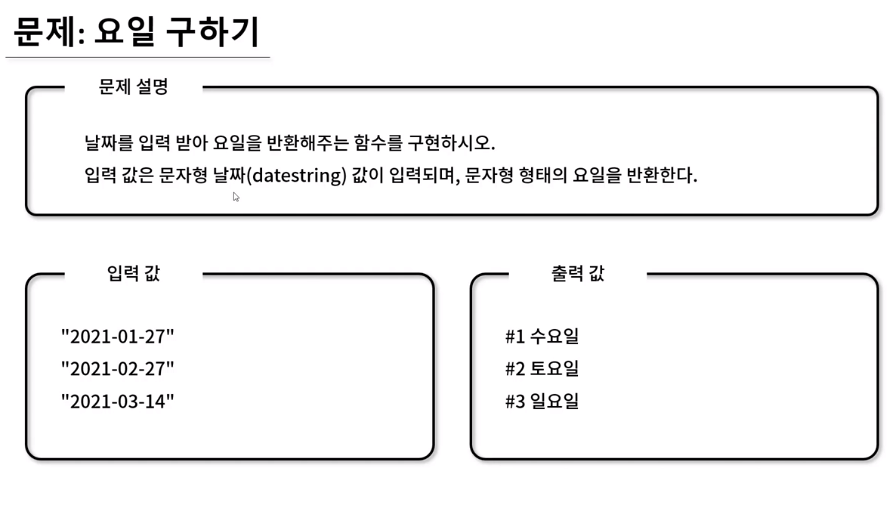 문제: 요일 구하기
문제 설명
날짜를 입력 받아 요일을 반환해주는 함수를 구현하시오.
입력 값은 문자형 날짜(datestring) 값이 입력되며, 문자형 형태의 요일을 반환한다.
입력 값
"2021-01-27"
"2021-02-27"
"2021-03-14"
출력 값
#1 수요일
#2 토요일
#3 일요일